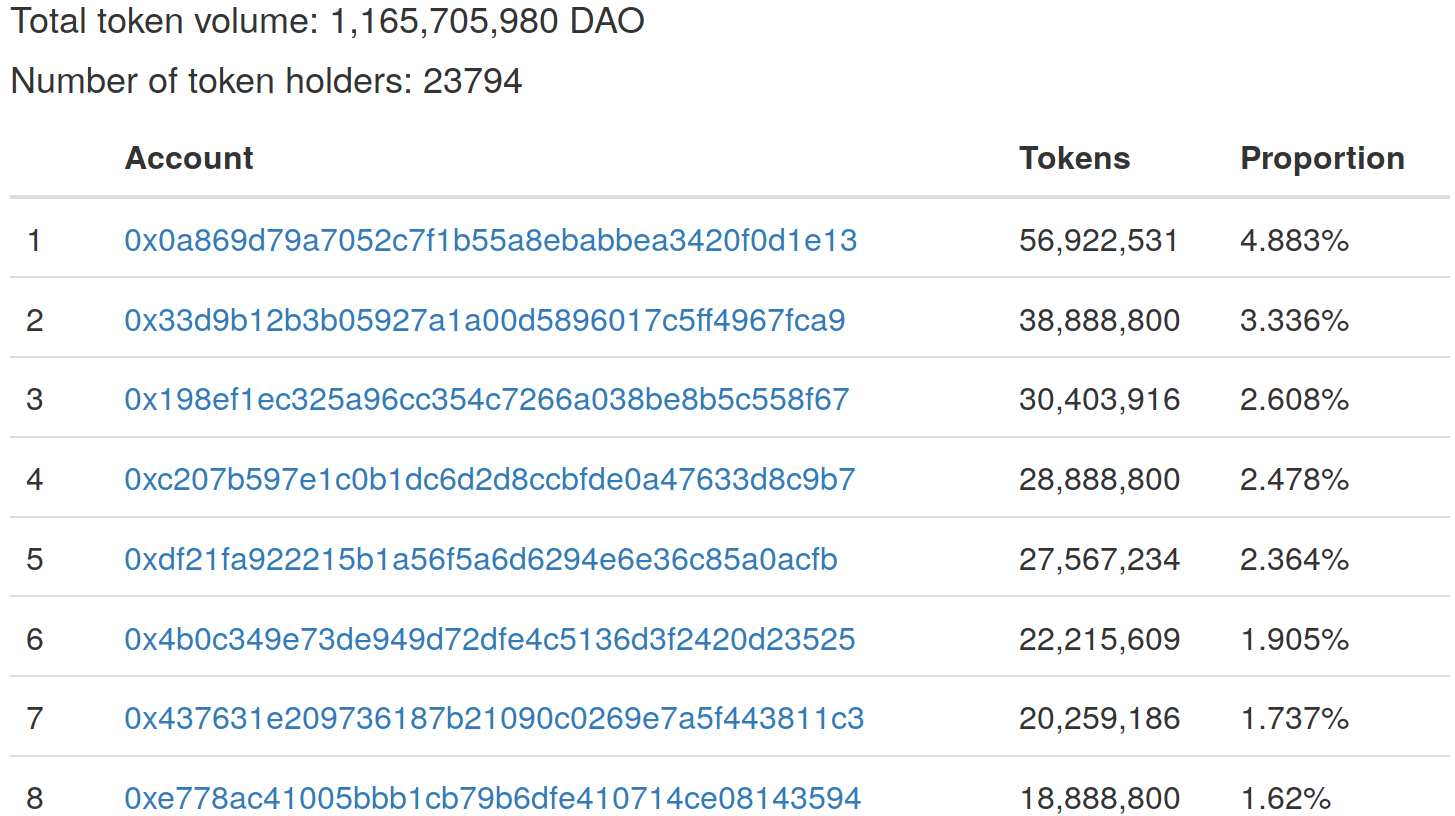 Total token volume: 1,165,705,980 DAO
Number of token holders: 23794
Account Tokens Proportion
1 0x0a869d79a7052c7f1b55a8ebabbea3420f0d1e13 56,922,531 4.883%
2 0x33d9b12b3b05927a1a00d5896017c5ff4967fca9 38,888,800 3.336%
3 0x198ef1ec325a96cc354c7266a038be8b5c558f67 30,403,916 2.608%
4 0xc207b597e1c0b1dc6d2d8ccbfde0a47633d8c9b7 28,888,800 2.478%
5 0xdf21fa922215b1a56f5a6d6294e6e36c85a0acfb 27,567,234 2.364%
6 0x4b0c349e73de949d72dfe4c5136d3f2420d23525 22,215,609 1.905%
7 0x437631e209736187b21090c0269e7a5f443811c3 20,259,186 1.737%
8 0xe778ac41005bbb1cb79b6dfe410714ce08143594 18,888,800 1.62%